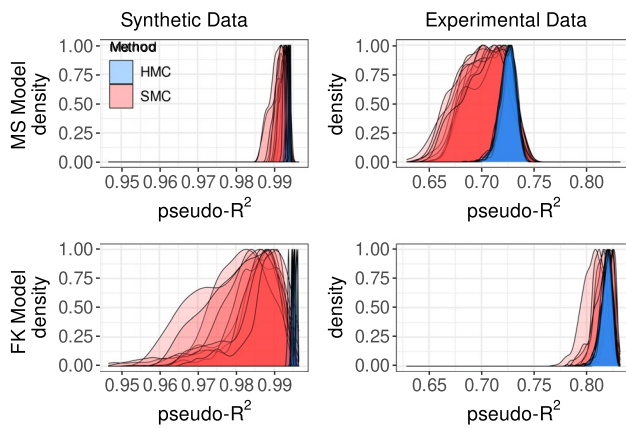 Synthetic Data
Experimental Data
MS Model
density
1.00
0.75
0.50
0.25
0.00
Method
HMC
SMC
0.95 0.96 0.97 0.98 0.99
pseudo-R²
density
1.00
0.75
0.50
0.25
0.00
0.65 0.70 0.75 0.80
pseudo-R²
FK Model
density
1.00
0.75
0.50
0.25
0.00
0.95 0.96 0.97 0.98 0.99
pseudo-R²
density
1.00
0.75
0.50
0.25
0.00
0.65 0.70 0.75 0.80
pseudo-R²